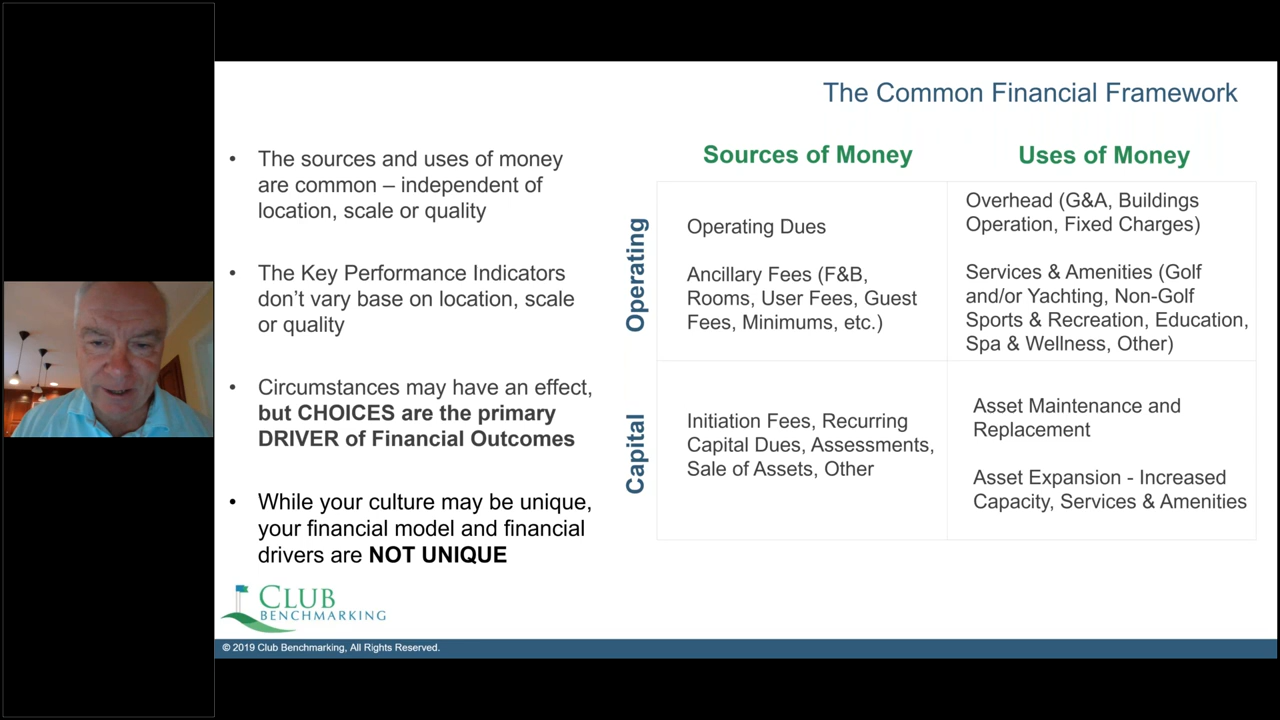 The Common Financial Framework
• The sources and uses of money
are common – independent of
location, scale or quality
• The Key Performance Indicators
don’t vary base on location, scale
or quality
• Circumstances may have an effect,
but CHOICES are the primary
DRIVER of Financial Outcomes
• While your culture may be unique,
your financial model and financial
drivers are NOT UNIQUE
Sources of Money
Uses of Money
Operating
Operating Dues
Ancillary Fees (F&B,
Rooms, User Fees, Guest
Fees, Minimums, etc.)
Overhead (G&A, Buildings
Operation, Fixed Charges)
Services & Amenities (Golf
and/or Yachting, Non-Golf
Sports & Recreation, Education,
Spa & Wellness, Other)
Capital
Initiation Fees, Recurring
Capital Dues, Assessments,
Sale of Assets, Other
Asset Maintenance and
Replacement
Asset Expansion - Increased
Capacity, Services & Amenities
CLUB
BENCHMARKING
© 2019 Club Benchmarking, All Rights Reserved.